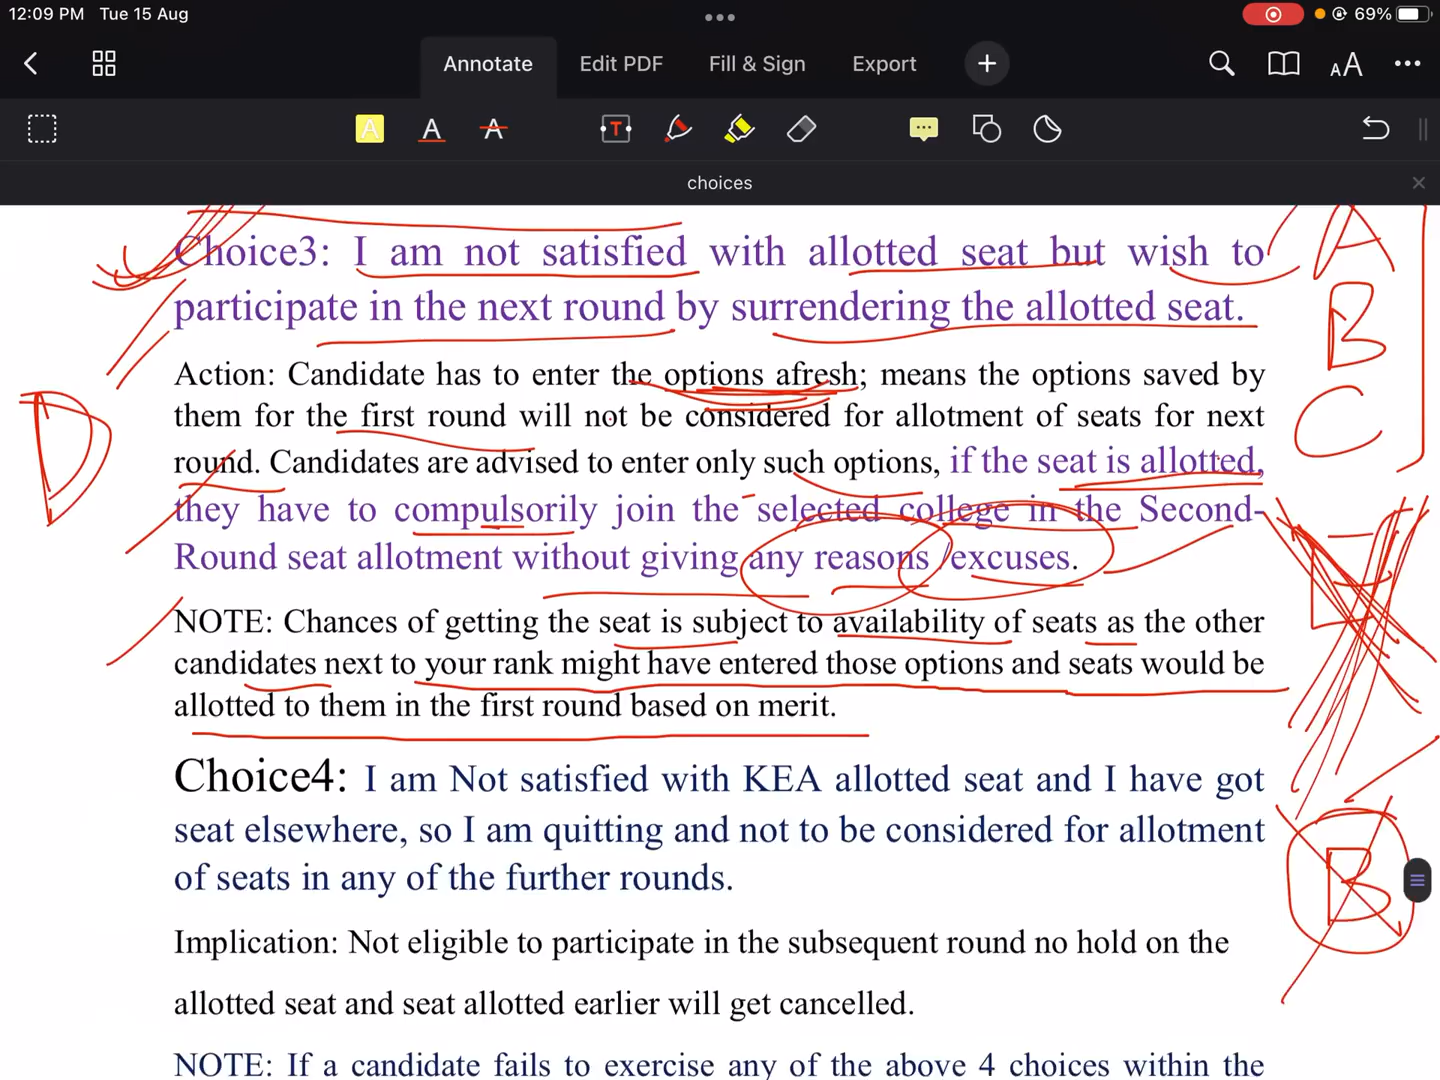 12:09 PM Tue 15 Aug
69%
Annotate Edit PDF Fill & Sign Export
A A T
AA
choices
Choice3: I am not satisfied with allotted seat but wish to
participate in the next round by surrendering the allotted seat.
Action: Candidate has to enter the options afresh; means the options saved by
them for the first round will not be considered for allotment of seats for next
round. Candidates are advised to enter only such options, if the seat is allotted,
they have to compulsorily join the selected college in the Second-
Round seat allotment without giving any reasons /excuses.
NOTE: Chances of getting the seat is subject to availability of seats as the other
candidates next to your rank might have entered those options and seats would be
allotted to them in the first round based on merit.
Choice4: I am Not satisfied with KEA allotted seat and I have got
seat elsewhere, so I am quitting and not to be considered for allotment
of seats in any of the further rounds.
Implication: Not eligible to participate in the subsequent round no hold on the
allotted seat and seat allotted earlier will get cancelled.
NOTE: If a candidate fails to exercise any of the above 4 choices within the
D
A
B
C
B